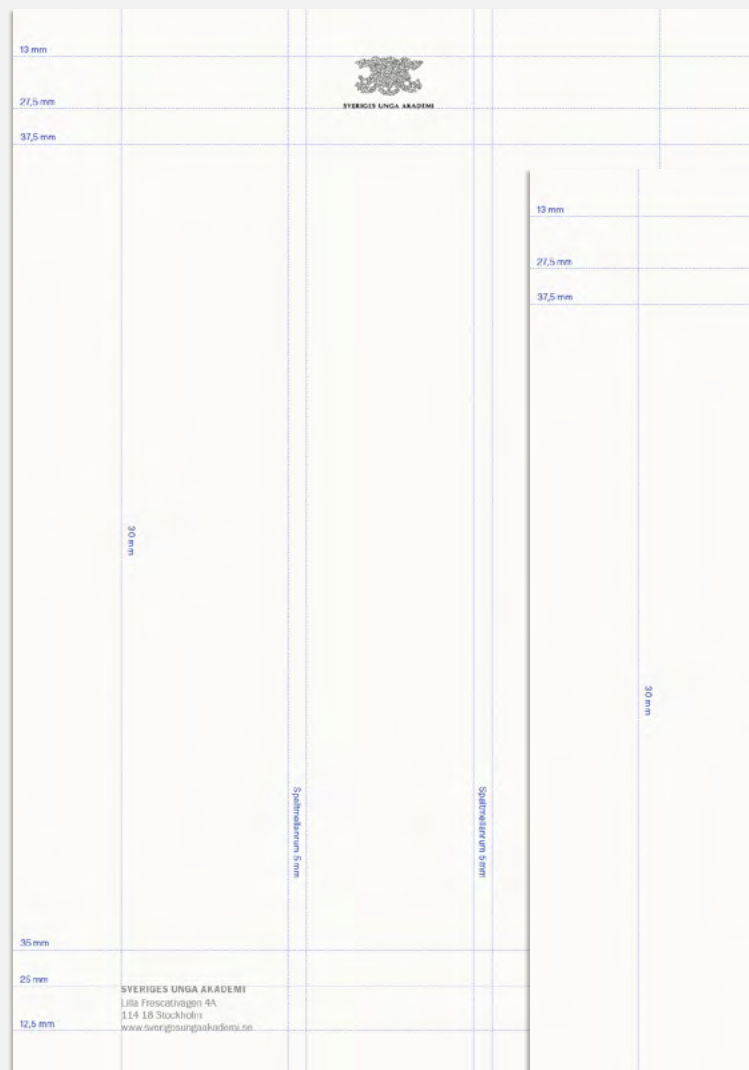 13 mm
SVERIGES UNGA AKADEMI
27,5 mm
37,5 mm
30 mm
Spaltmellanrum 5 mm
Spaltmellanrum 5 mm
35 mm
25 mm
12,5 mm
SVERIGES UNGA AKADEMI
Lilla Frescativägen 4A
114 18 Stockholm
www.sverigesungaakademi.se
13 mm
27,5 mm
37,5 mm
30 mm